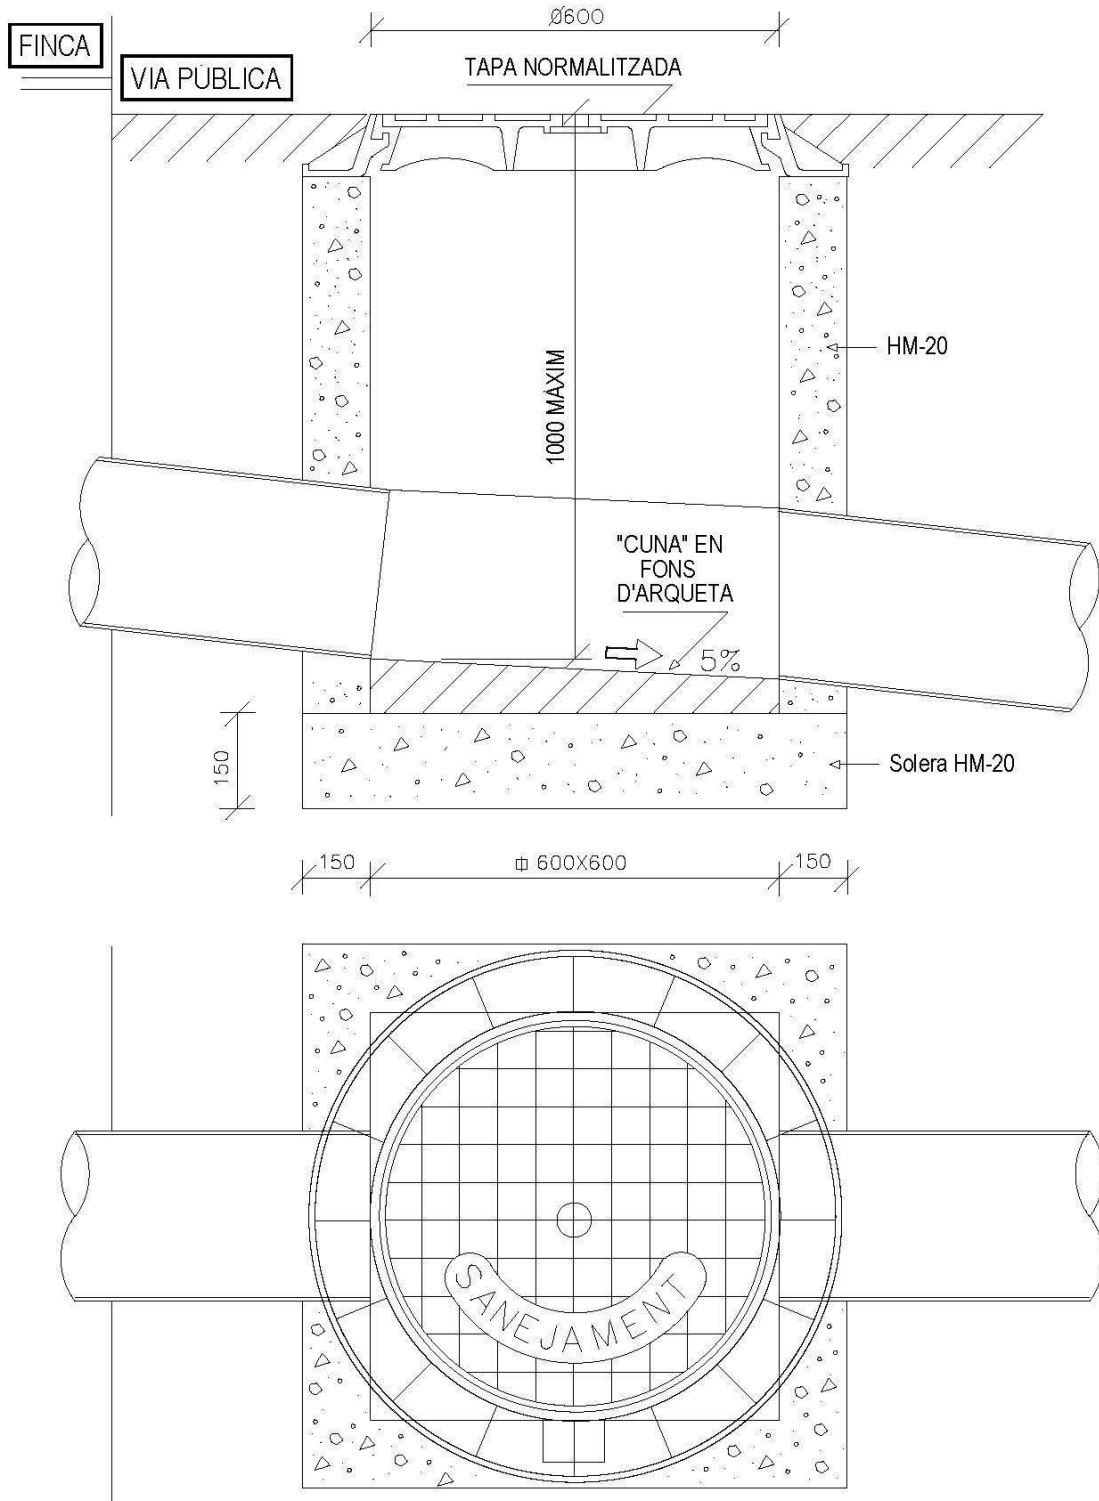 Ø600
FINCA
VIA PÚBLICA
TAPA NORMALITZADA
HM-20
1000 MÀXIM
"CUNA" EN
FONS
D'ARQUETA
5%
150
Solera HM-20
150
600X600
150
SANEJAMENT